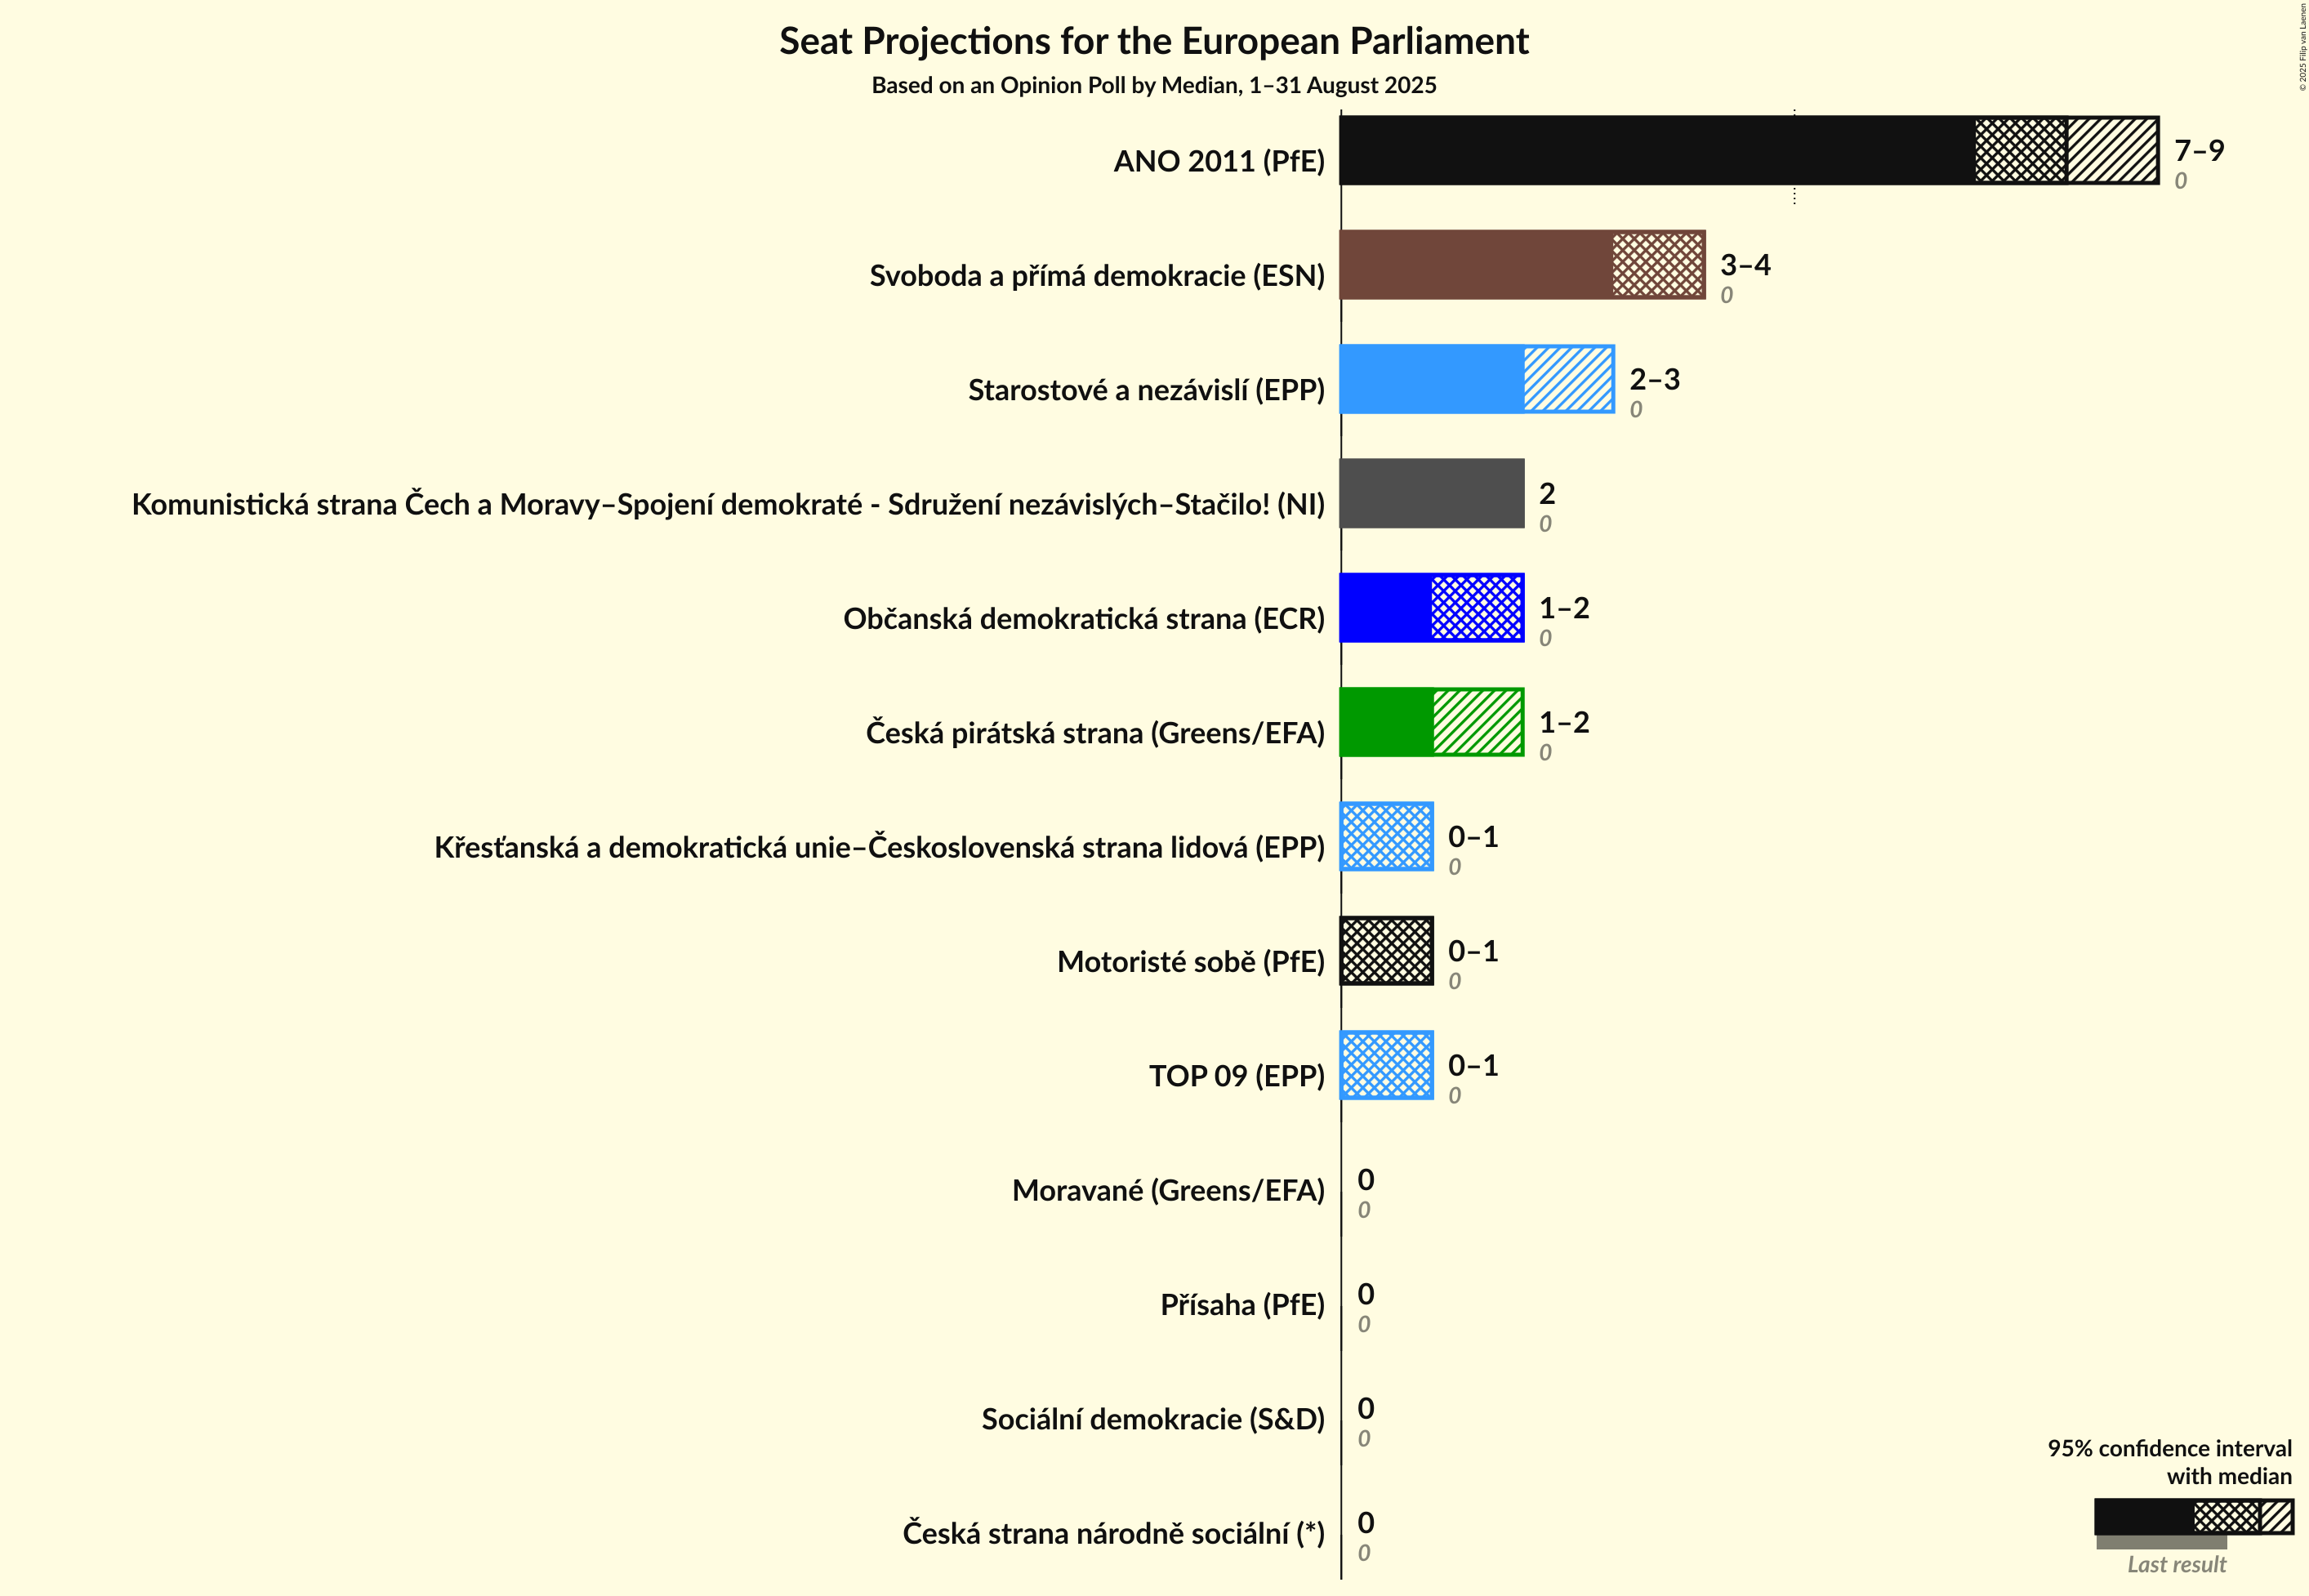 Seat Projections for the European Parliament
Based on an Opinion Poll by Median, 1–31 August 2025
© 2025 Filip van Laenen
ANO 2011 (PfE)
7–9
0
Svoboda a přímá demokracie (ESN)
3–4
0
Starostové a nezávislí (EPP)
2–3
0
Komunistická strana Čech a Moravy–Spojení demokraté - Sdružení nezávislých–Stačilo! (NI)
2
0
Občanská demokratická strana (ECR)
1–2
0
Česká pirátská strana (Greens/EFA)
1–2
0
Křesťanská a demokratická unie–Československá strana lidová (EPP)
0–1
0
Motoristé sobě (PfE)
0–1
0
TOP 09 (EPP)
0–1
0
Moravané (Greens/EFA)
0
0
Přísaha (PfE)
0
0
Sociální demokracie (S&D)
0
0
Česká strana národně sociální (*)
0
0
95% confidence interval
with median
Last result